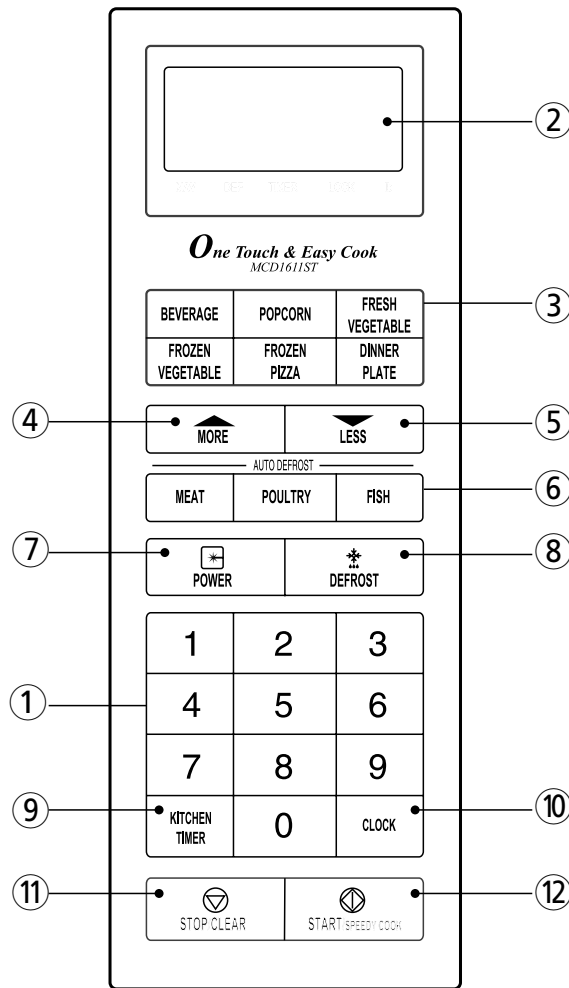 ②
One Touch & Easy Cook
MCD1611ST
BEVERAGE POPCORN FRESH VEGETABLE
③
FROZEN VEGETABLE FROZEN PIZZA DINNER PLATE
④ MORE LESS ⑤
AUTO DEFROST
MEAT POULTRY FISH ⑥
⑦ POWER DEFROST ⑧
1 2 3
① 4 5 6
7 8 9
⑨ KITCHEN TIMER 0 CLOCK ⑩
⑪ STOP/CLEAR START/SPEEDY COOK ⑫